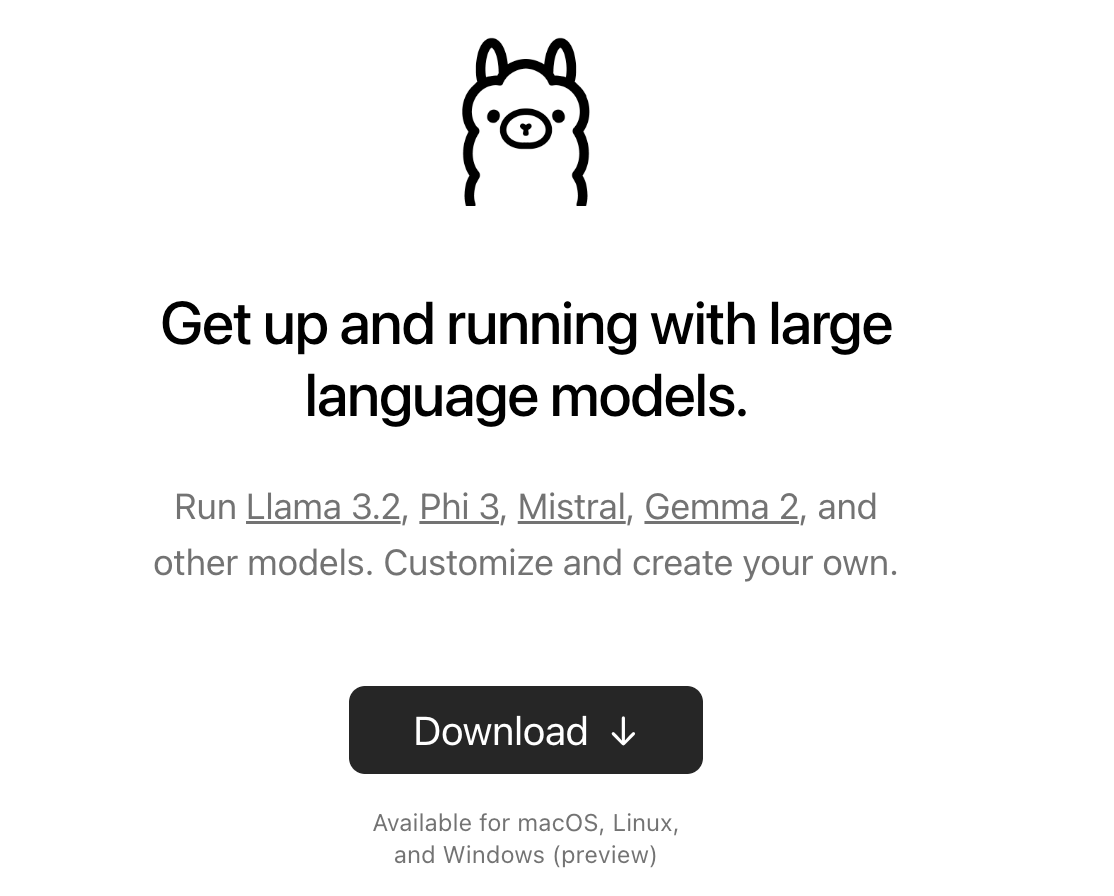 Get up and running with large
language models.
Run Llama 3.2, Phi 3, Mistral, Gemma 2, and
other models. Customize and create your own.
Download ↓
Available for macOS, Linux,
and Windows (preview)